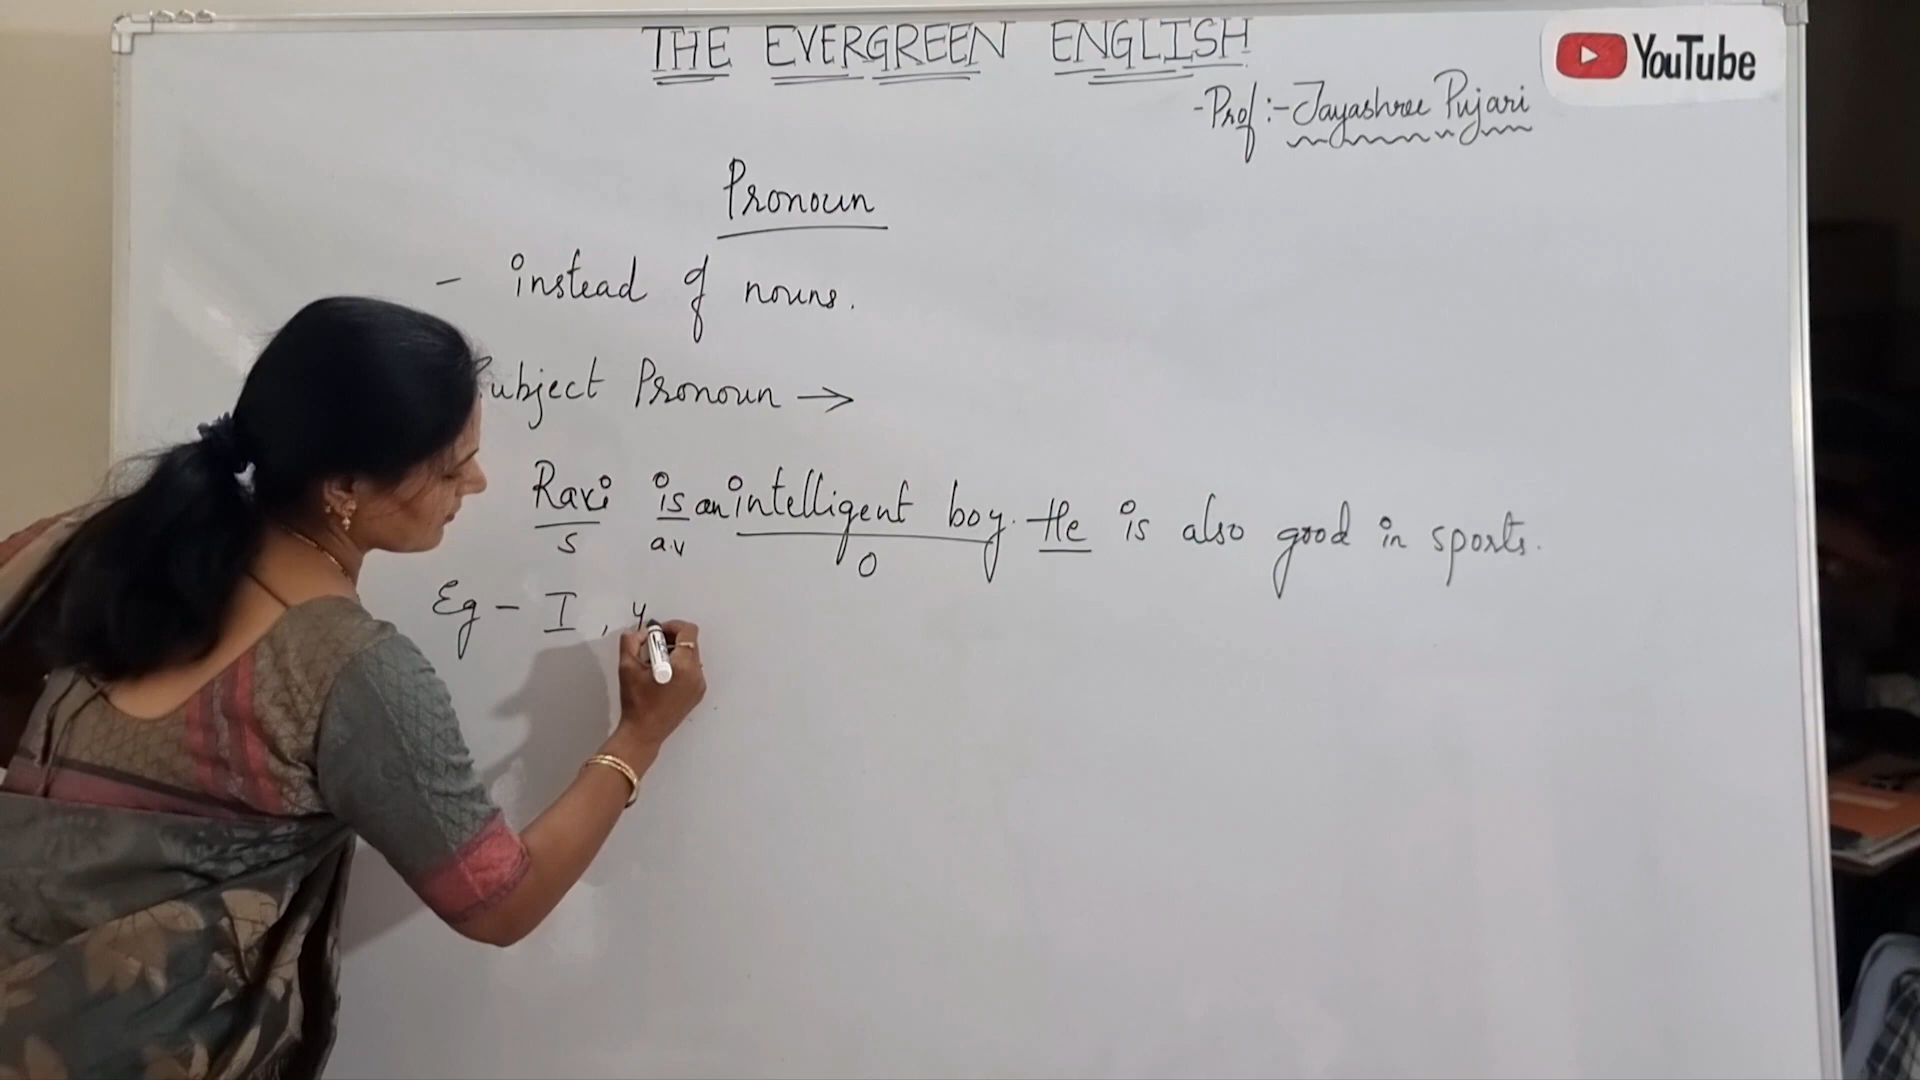 THE EVERGREEN ENGLISH
YouTube
-Prof:-Jayashree Pujari
Pronoun
- instead of nouns.
Subject Pronoun →
Ravi is an intelligent boy. He is also good in sports.
S a.v O
Eg - I, y